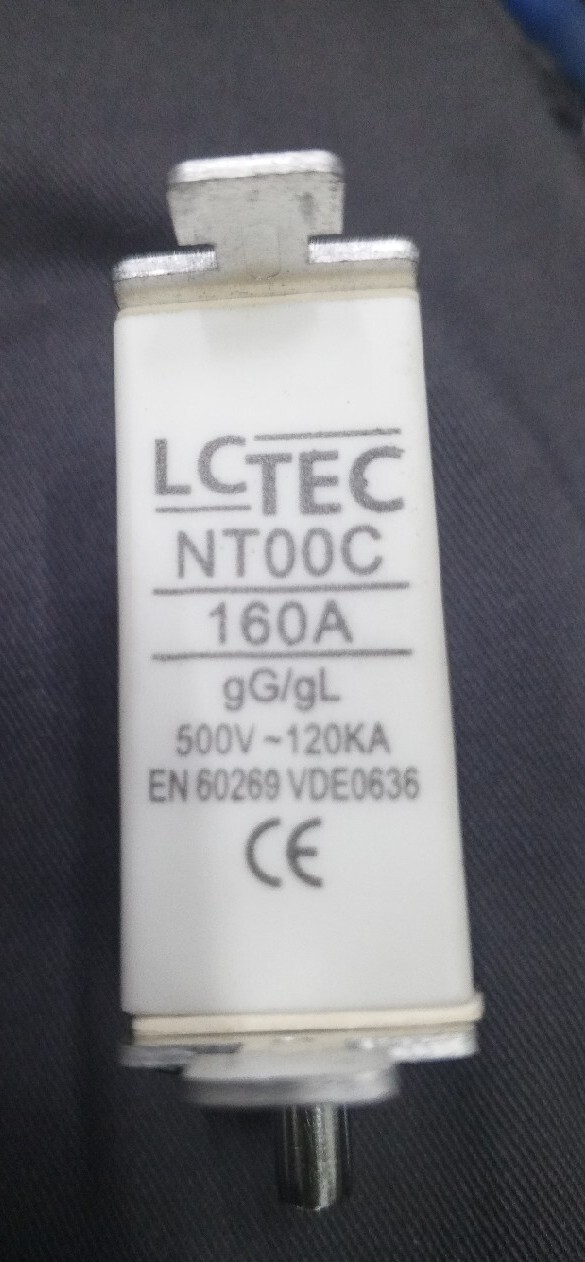 LCTEC
NT00C
160A
gG/gL
500V ~120KA
EN 60269 VDE0636
CE